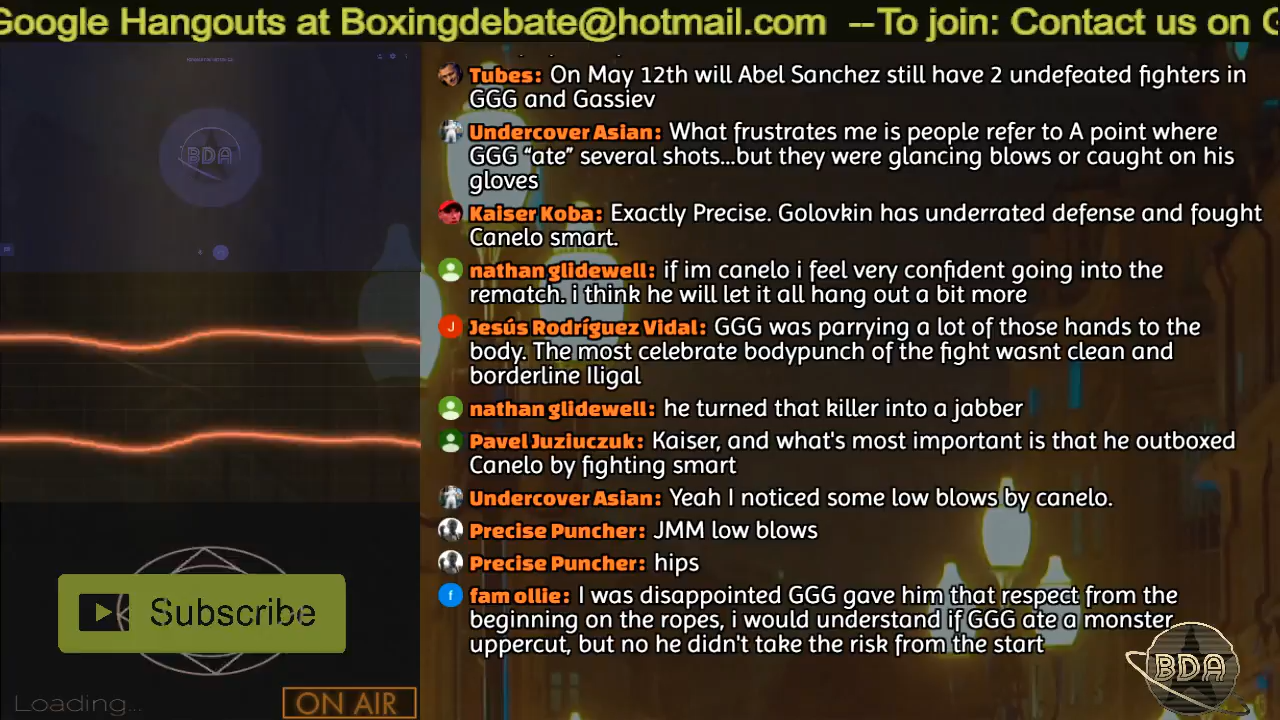 Google Hangouts at Boxingdebate@hotmail.com --To join: Contact us on G
BDA
Tubes: On May 12th will Abel Sanchez still have 2 undefeated fighters in
GGG and Gassiev
Undercover Asian: What frustrates me is people refer to A point where
GGG “ate” several shots...but they were glancing blows or caught on his
gloves
Kaiser Koba: Exactly Precise. Golovkin has underrated defense and fought
Canelo smart.
nathan glidewell: if im canelo i feel very confident going into the
rematch. i think he will let it all hang out a bit more
J Jesús Rodríguez Vidal: GGG was parrying a lot of those hands to the
body. The most celebrate bodypunch of the fight wasnt clean and
borderline Iligal
nathan glidewell: he turned that killer into a jabber
Pavel Juziuczuk: Kaiser, and what's most important is that he outboxed
Canelo by fighting smart
Undercover Asian: Yeah I noticed some low blows by canelo.
Precise Puncher: JMM low blows
Precise Puncher: hips
f fam ollie: I was disappointed GGG gave him that respect from the
beginning on the ropes, i would understand if GGG ate a monster
uppercut, but no he didn't take the risk from the start
Subscribe
BDA
Loading...
ON AIR